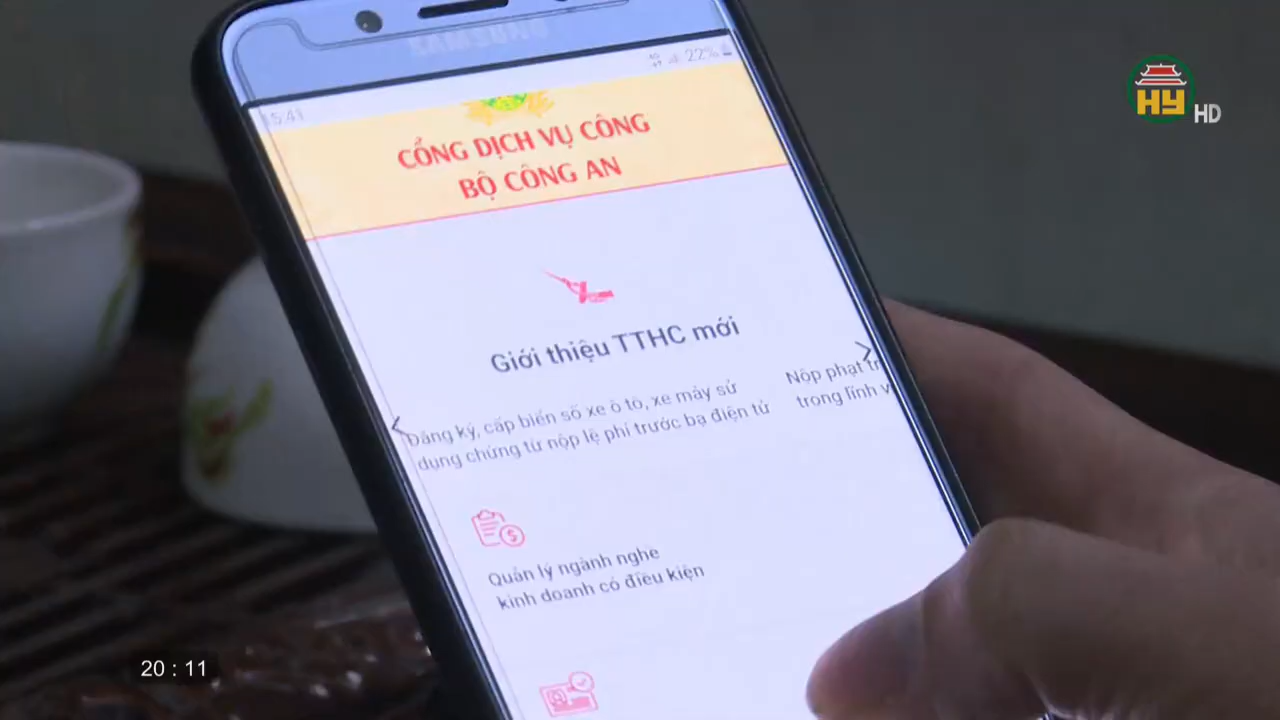 SAMSUNG
15:41
22%
CỔNG DỊCH VỤ CÔNG
BỘ CÔNG AN
Giới thiệu TTHC mới
Đăng ký, cấp biển số xe ô tô, xe máy sử
dụng chứng từ nộp lệ phí trước bạ điện tử
Nộp phạt
trong lĩnh
Quản lý ngành nghề
kinh doanh có điều kiện
HY HD
20 : 11